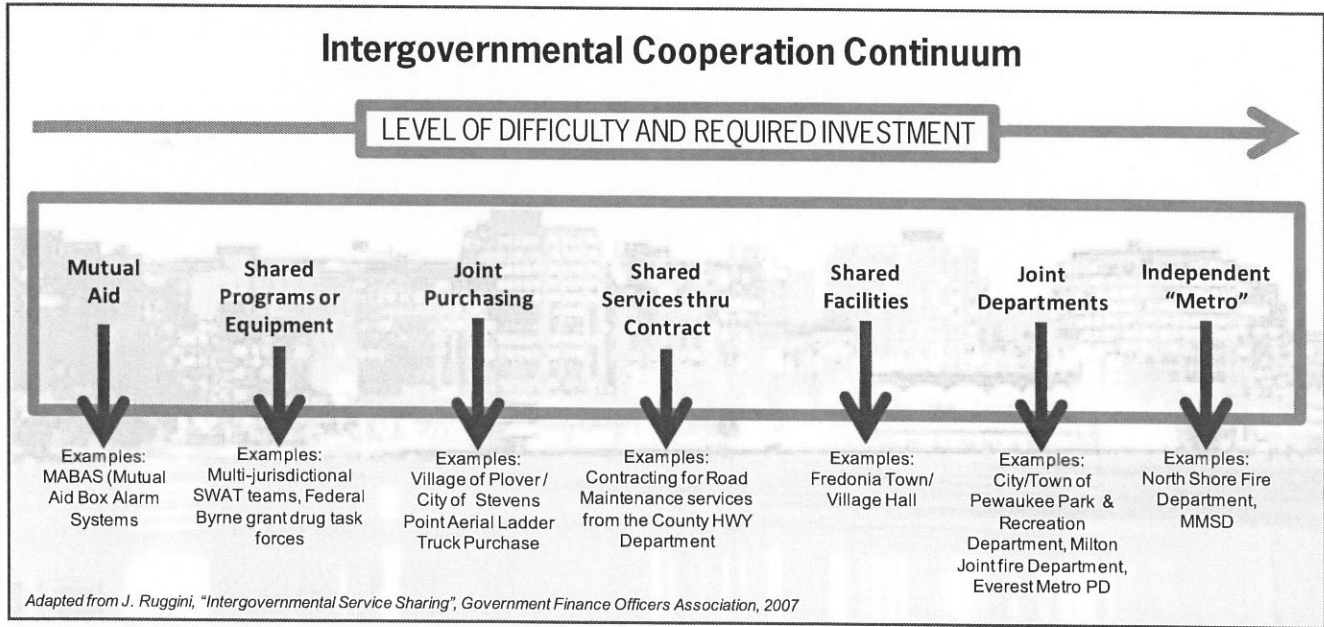 Intergovernmental Cooperation Continuum
LEVEL OF DIFFICULTY AND REQUIRED INVESTMENT
Mutual
Aid
Shared
Programs or
Equipment
Joint
Purchasing
Shared
Services thru
Contract
Shared
Facilities
Joint
Departments
Independent
“Metro”
Examples:
MABAS (Mutual
Aid Box Alarm
Systems
Examples:
Multi-jurisdictional
SWAT teams, Federal
Byrne grant drug task
forces
Examples:
Village of Plover/
City of Stevens
Point Aerial Ladder
Truck Purchase
Examples:
Contracting for Road
Maintenance services
from the County HWY
Department
Examples:
Fredonia Town/
Village Hall
Examples:
City/Town of
Pewaukee Park &
Recreation
Department, Milton
Joint fire Department,
Everest Metro PD
Examples:
North Shore Fire
Department,
MMSD
Adapted from J. Ruggini, “Intergovernmental Service Sharing”, Government Finance Officers Association, 2007